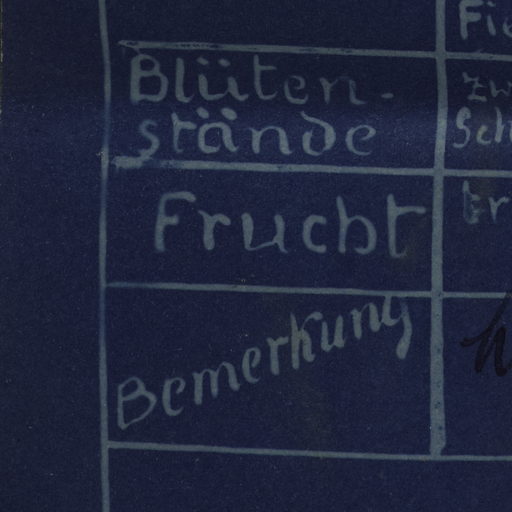 Blüten-
stände
Frucht
Bemerkung